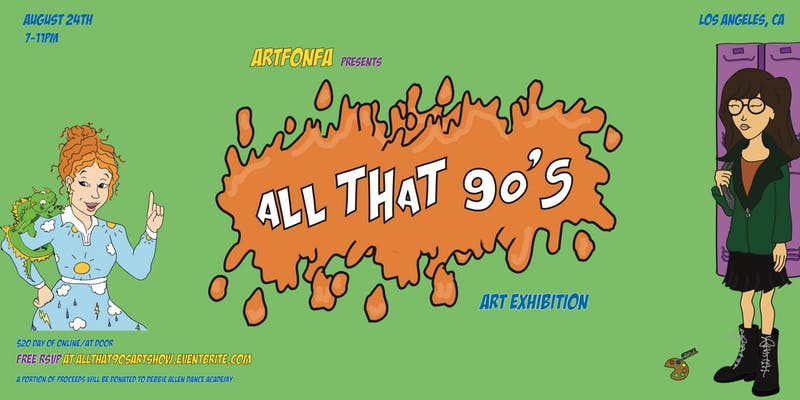 AUGUST 24TH
7-11PM
LOS ANGELES, CA
ARTFONFA PRESENTS
ALL THAT 90'S
ART EXHIBITION
$20 DAY OF ONLINE/AT DOOR
FREE RSVP AT ALLTHAT90SARTSHOW.EVENTBRITE.COM
A PORTION OF PROCEEDS WILL BE DONATED TO DEBBIE ALLEN DANCE ACADEMY